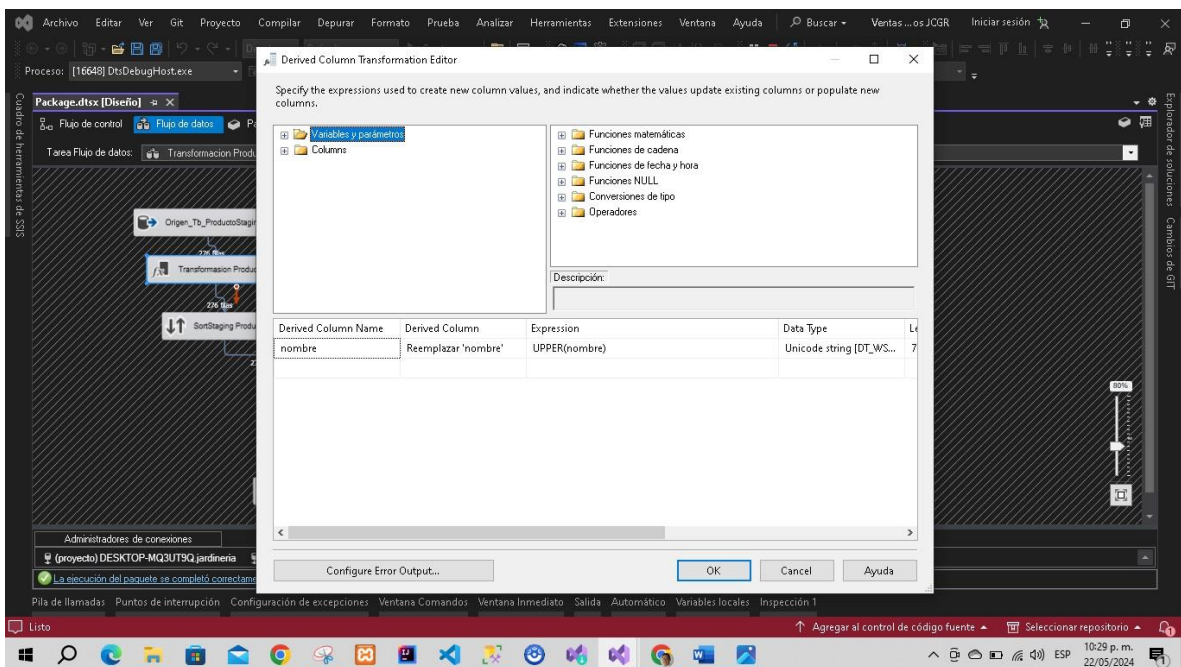 Archivo Editar Ver Git Proyecto Compilar Depurar Formato Prueba Analizar Herramientas Extensiones Ventana Ayuda Buscar Ventas ... os JCGR Iniciar sesión
Proceso: [16648] DtsDebugHost.exe
Package.dtsx [Diseño]
Flujo de control Flujo de datos Pa
Tarea Flujo de datos: Transformacion Produ
Cuadro de herramientas de SSIS
Origen_Tb_ProductoStagin
276 filas
Transformasion Produc
276 filas
SortStaging Produ
Derived Column Transformation Editor
Specify the expressions used to create new column values, and indicate whether the values update existing columns or populate new
columns.
Variables y parámetros
Columns
Funciones matemáticas
Funciones de cadena
Funciones de fecha y hora
Funciones NULL
Conversiones de tipo
Operadores
Descripción:
Derived Column Name Derived Column Expression Data Type Le
nombre Reemplazar 'nombre' UPPER(nombre) Unicode string [DT_WS... 7
Configure Error Output... OK Cancel Ayuda
80%
Explorador de soluciones Cambios de GIT
Administradores de conexiones
(proyecto) DESKTOP-MQ3UT9Q.jardineria
La ejecución del paquete se completó correctame
Pila de llamadas Puntos de interrupción Configuración de excepciones Ventana Comandos Ventana Inmediato Salida Automático Variables locales Inspección 1
Listo Agregar al control de código fuente Seleccionar repositorio
ESP 10:29 p. m.
22/05/2024